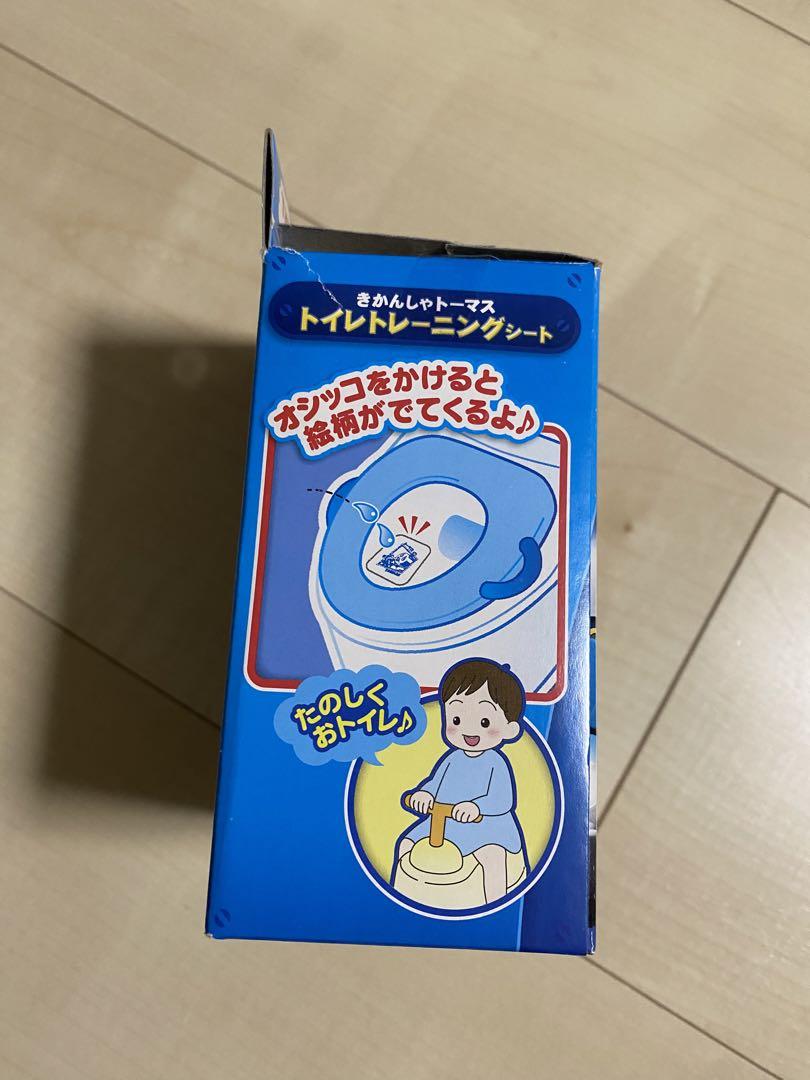 きかんしゃトーマス
トイレトレーニングシート
オシッコをかけると
絵柄がでてくるよ♪
たのしく
おトイレ♪